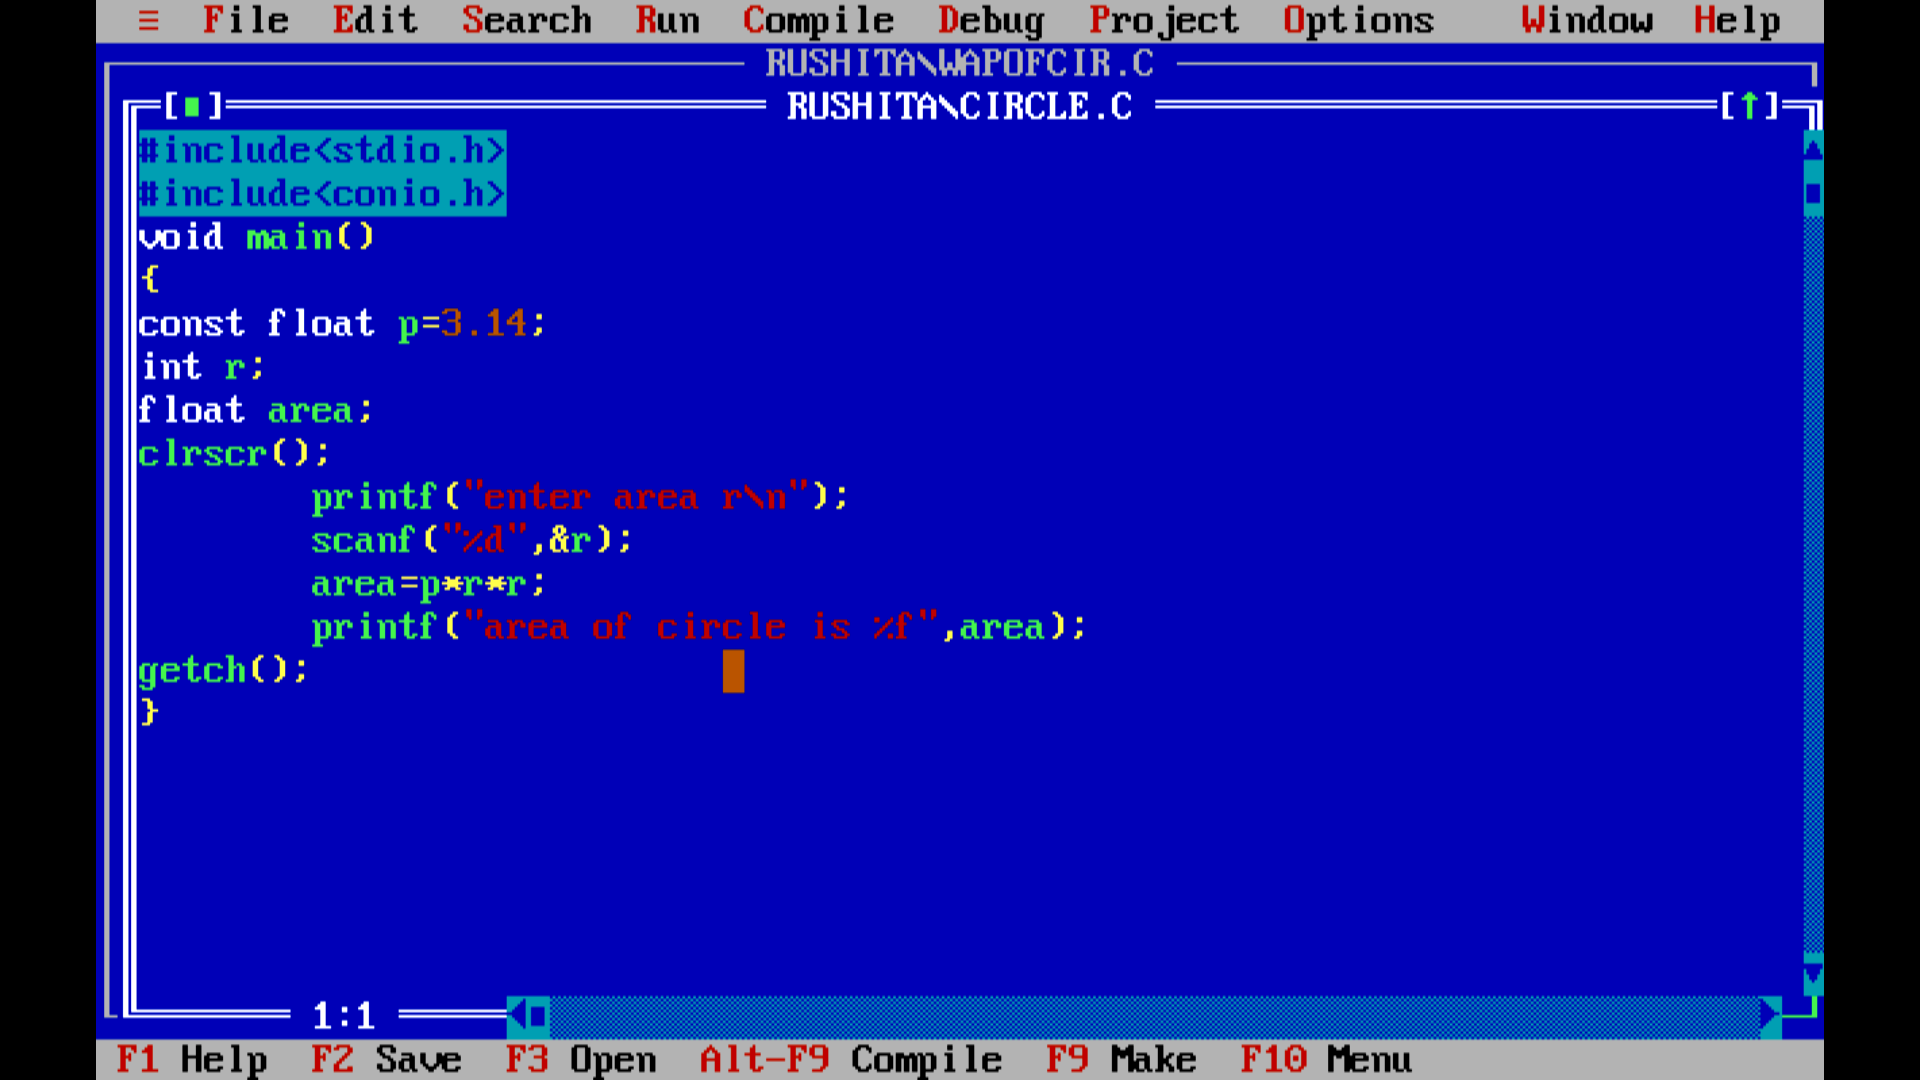 ≡ File Edit Search Run Compile Debug Project Options Window Help
RUSHITA\WAPOFCIR.C
[■] RUSHITA\CIRCLE.C [↑]
#include<stdio.h>
#include<conio.h>
void main()
{
const float p=3.14;
int r;
float area;
clrscr();
printf("enter area r\n");
scanf("%d",&r);
area=p*r*r;
printf("area of circle is %f",area);
getch();
}
1:1
F1 Help F2 Save F3 Open Alt-F9 Compile F9 Make F10 Menu